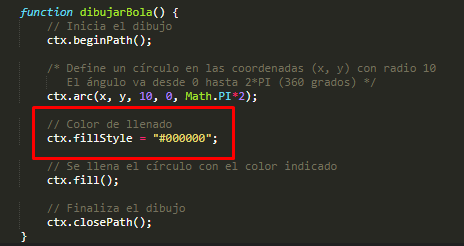 function dibujarBola() {
// Inicia el dibujo
ctx.beginPath();
/* Define un círculo en las coordenadas (x, y) con radio 10
El ángulo va desde 0 hasta 2*PI (360 grados) */
ctx.arc(x, y, 10, 0, Math.PI*2);
// Color de llenado
ctx.fillStyle = "#000000";
// Se llena el círculo con el color indicado
ctx.fill();
// Finaliza el dibujo
ctx.closePath();
}